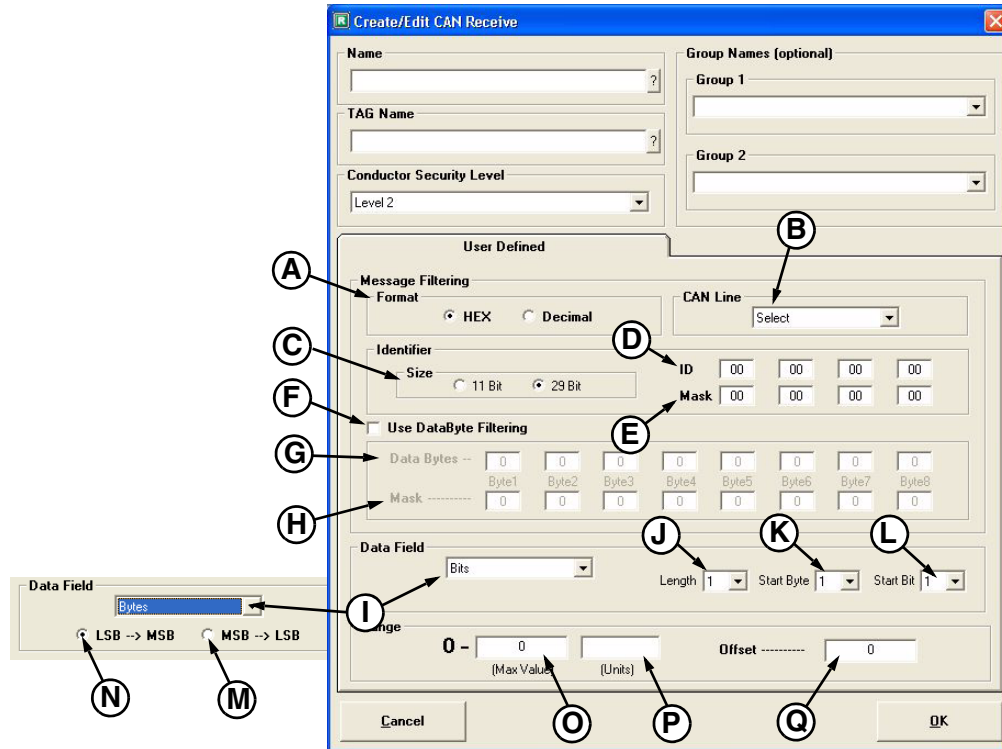 Create/Edit CAN Receive
Name
?
TAG Name
?
Conductor Security Level
Level 2
Group Names (optional)
Group 1
Group 2
User Defined
A
B
Message Filtering
Format
HEX Decimal
CAN Line
Select
C
D
Identifier
Size
11 Bit 29 Bit
ID 00 00 00 00
Mask 00 00 00 00
E
F
Use DataByte Filtering
G
Data Bytes -- 0 0 0 0 0 0 0 0
Byte1 Byte2 Byte3 Byte4 Byte5 Byte6 Byte7 Byte8
Mask ---------- 0 0 0 0 0 0 0 0
H
J
K
L
Data Field
Bits
Length 1 Start Byte 1 Start Bit 1
I
Data Field
Bytes
LSB --> MSB MSB --> LSB
N
M
0 - 0
(Max Value) (Units)
Offset ---------- 0
O
P
Q
Cancel OK